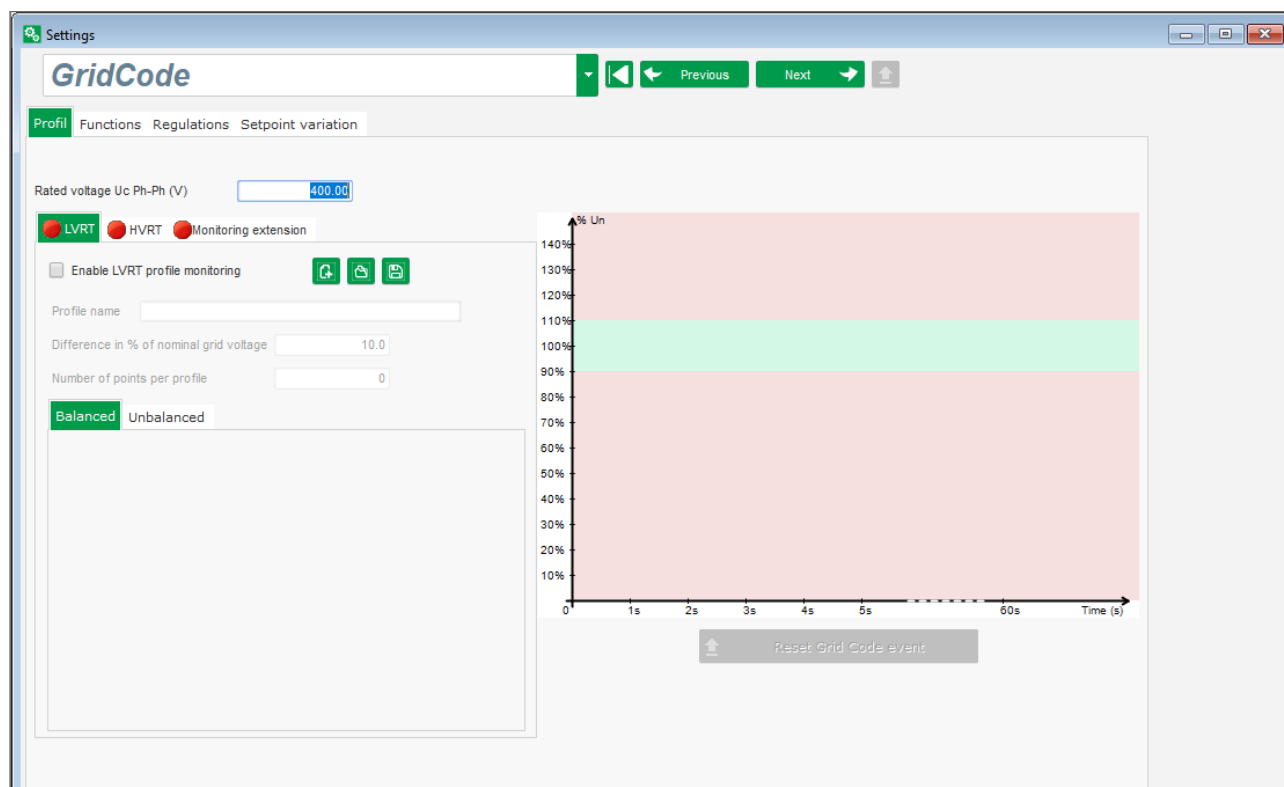 Settings
GridCode
Previous
Next
Profil Functions Regulations Setpoint variation
Rated voltage Uc Ph-Ph (V) 400.00
LVRT HVRT Monitoring extension
Enable LVRT profile monitoring
Profile name
Difference in % of nominal grid voltage 10.0
Number of points per profile 0
Balanced Unbalanced
% Un
140%
130%
120%
110%
100%
90%
80%
70%
60%
50%
40%
30%
20%
10%
0 1s 2s 3s 4s 5s 60s Time (s)
Reset Grid Code event